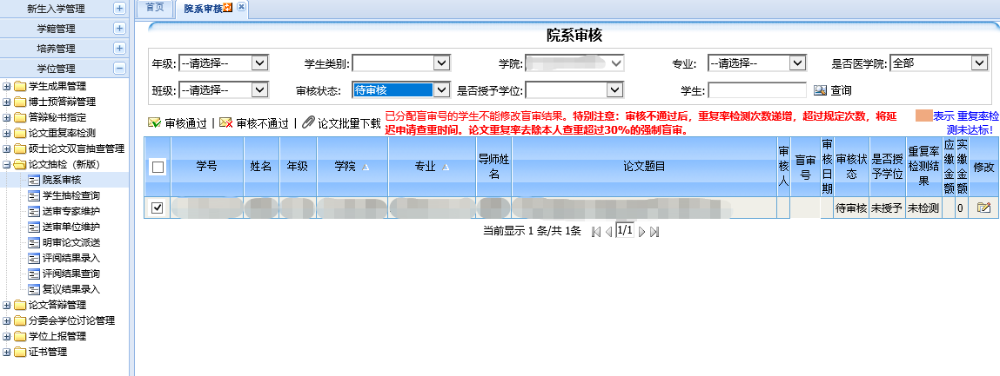 新生入学管理
学籍管理
培养管理
学位管理
学生成果管理
博士预答辩管理
答辩秘书指定
论文重复率检测
硕士论文双盲抽查管理
论文抽检（新版）
院系审核
学生抽检查询
送审专家维护
送审单位维护
明审论文派送
评阅结果录入
评阅结果查询
复议结果录入
论文答辩管理
分委会学位讨论管理
学位上报管理
证书管理
首页 院系审核
院系审核
年级: --请选择-- 学生类别: 学院: 专业: --请选择-- 是否医学院: 全部
班级: --请选择-- 审核状态: 待审核 是否授予学位: 学生: 查询
审核通过 | 审核不通过 | 论文批量下载
已分配盲审号的学生不能修改盲审结果。特别注意：审核不通过后，重复率检测次数递增，超过规定次数，将延
迟申请查重时间。论文重复率去除本人查重超过30%的强制盲审。
表示 重复率检
测未达标！
学号 姓名 年级 学院 专业 导师姓名 论文题目 审核人 盲审号 审核日期 审核状态 是否授予学位 重复率检测结果 应缴金额 实缴金额 修改
待审核 未授予 未检测 0
当前显示 1 条/共 1条 1/1